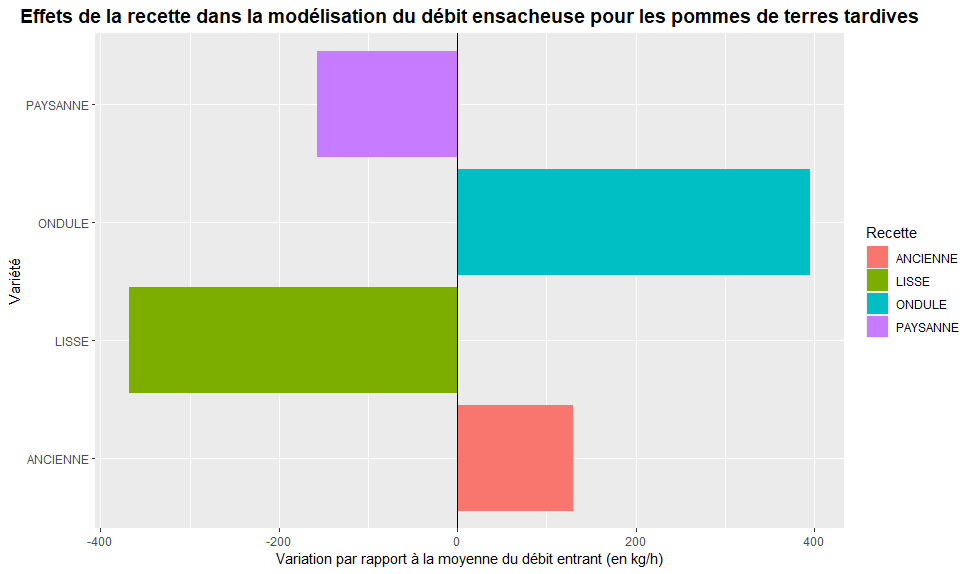 Effets de la recette dans la modélisation du débit ensacheuse pour les pommes de terres tardives
PAYSANNE
ONDULE
LISSE
ANCIENNE
Variété
-400
-200
0
200
400
Variation par rapport à la moyenne du débit entrant (en kg/h)
Recette
ANCIENNE
LISSE
ONDULE
PAYSANNE